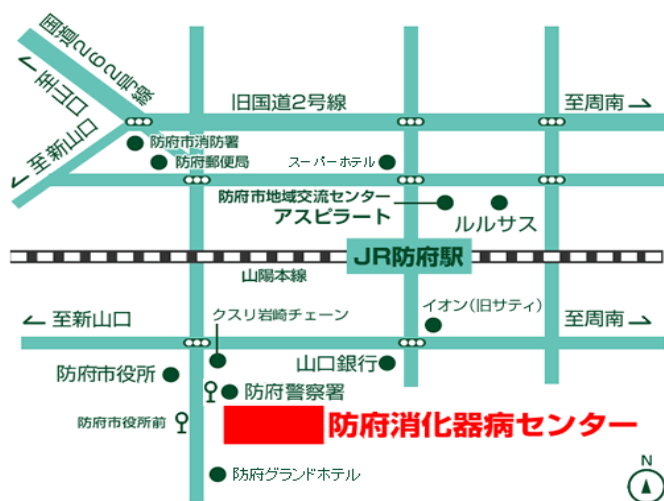 国道262号線
至山口
至新山口
旧国道2号線
至周南
防府市消防署
防府郵便局
スーパーホテル
防府市地域交流センター
アスピラート
ルルサス
JR防府駅
山陽本線
至新山口
クスリ岩崎チェーン
イオン(旧サティ)
至周南
防府市役所
山口銀行
防府警察署
防府市役所前
防府消化器病センター
防府グランドホテル
N